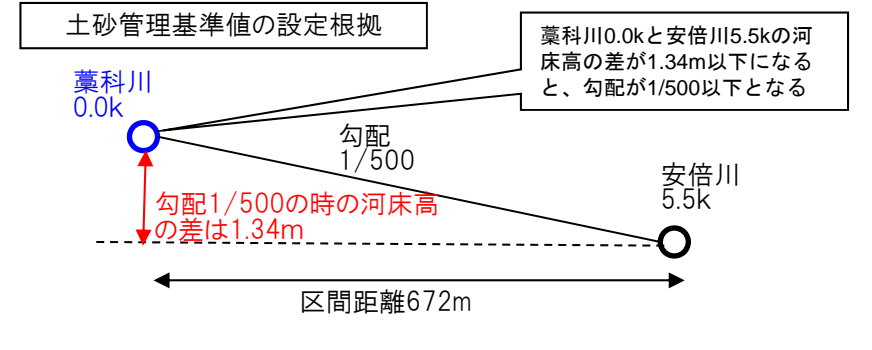 土砂管理基準値の設定根拠
藁科川0.0kと安倍川5.5kの河
床高の差が1.34m以下になる
と、勾配が1/500以下となる
藁科川
0.0k
勾配
1/500
安倍川
5.5k
勾配1/500の時の河床高
の差は1.34m
区間距離672m